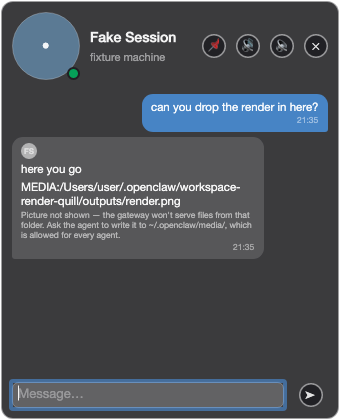 Fake Session
fixture machine
can you drop the render in here?
21:35
FS
here you go
MEDIA:/Users/user/.openclaw/workspace-
render-quill/outputs/render.png
Picture not shown — the gateway won't serve files from that
folder. Ask the agent to write it to ~/.openclaw/media/, which
is allowed for every agent.
21:35
Message…